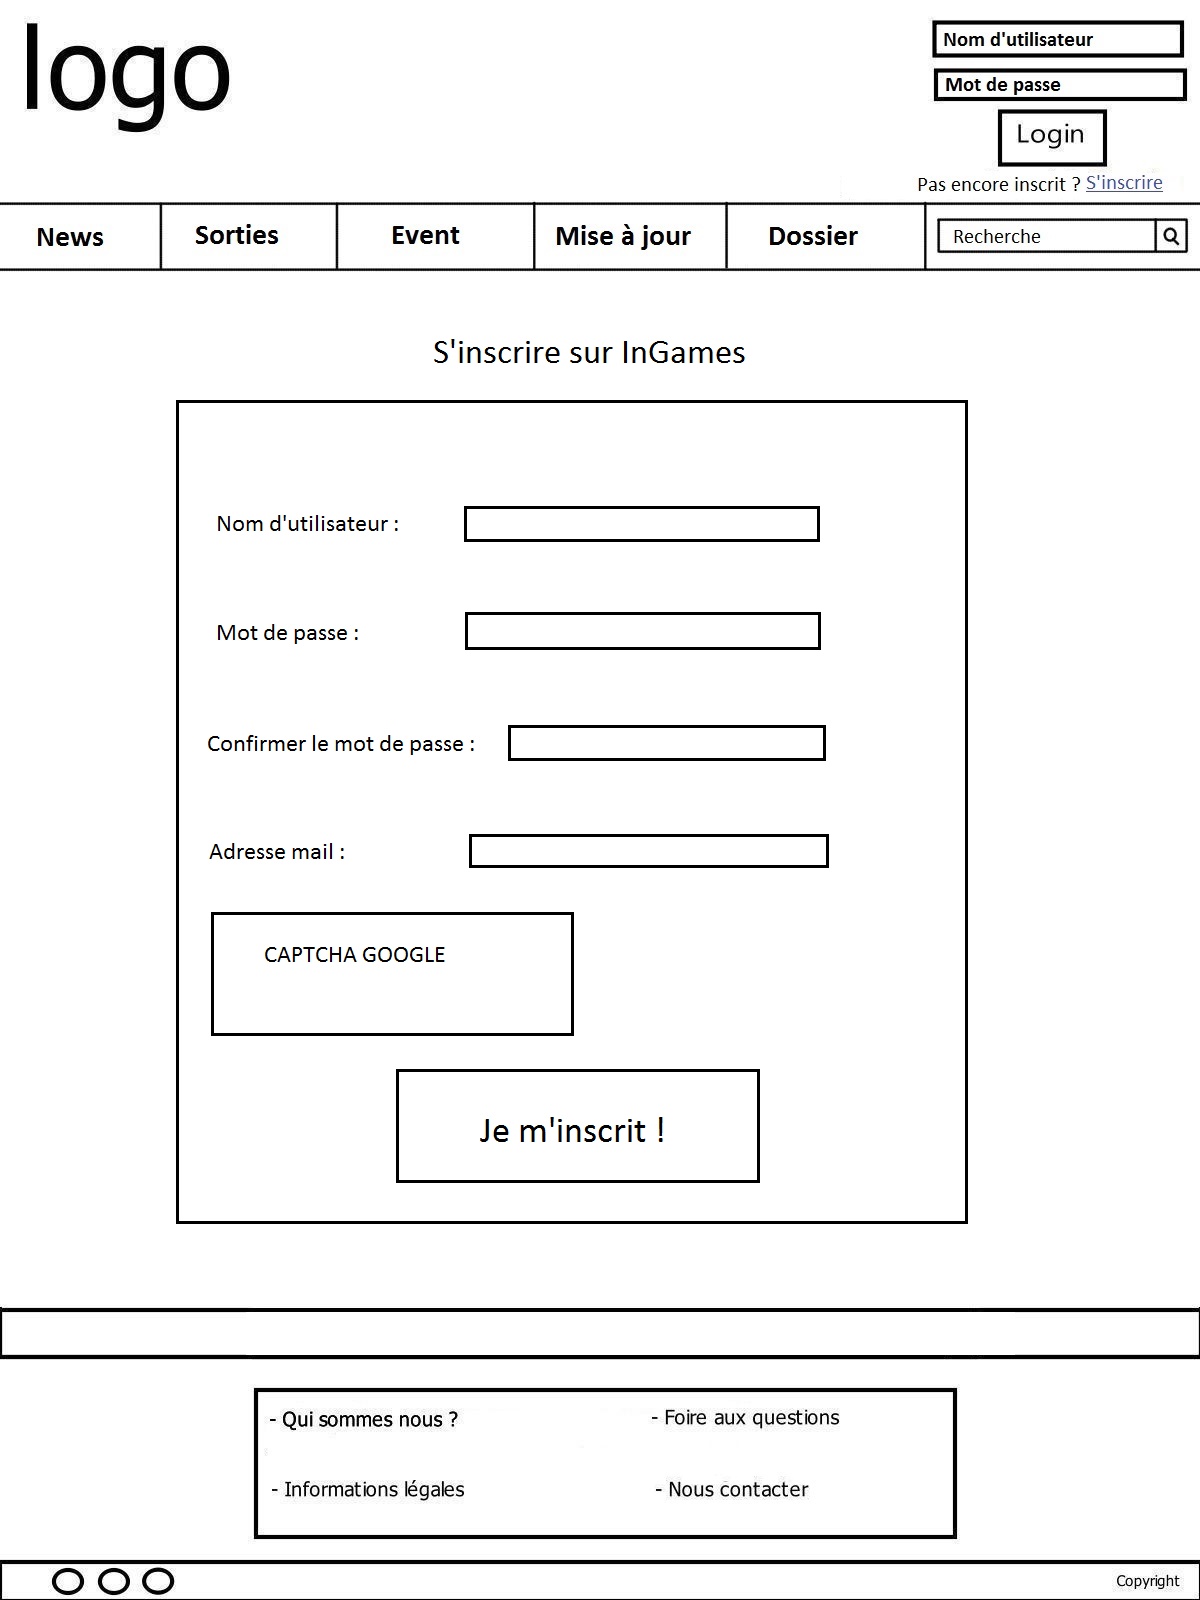 logo
Nom d'utilisateur
Mot de passe
Login
Pas encore inscrit ? S'inscrire
News Sorties Event Mise à jour Dossier Recherche
S'inscrire sur InGames
Nom d'utilisateur :
Mot de passe :
Confirmer le mot de passe :
Adresse mail :
CAPTCHA GOOGLE
Je m'inscrit !
- Qui sommes nous ? - Foire aux questions
- Informations légales - Nous contacter
Copyright